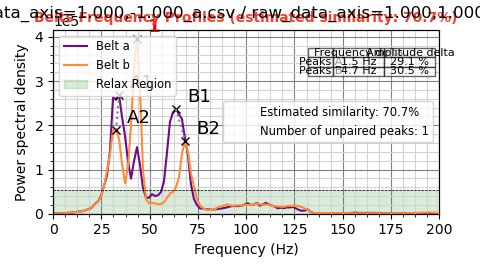 ata_axis=1.000,-1.000_a.csv / raw_data_axis=1.000,1.000
Belts Frequency Profiles (estimated similarity: 70.7%)
1e5
Belt a
Belt b
Relax Region
Frequency delta Amplitude delta
Peaks A 1.5 Hz 29.1 %
Peaks B 4.7 Hz 30.5 %
Estimated similarity: 70.7%
Number of unpaired peaks: 1
A2
B1
B2
Power spectral density
4
3
2
1
0
0 25 50 75 100 125 150 175 200
Frequency (Hz)